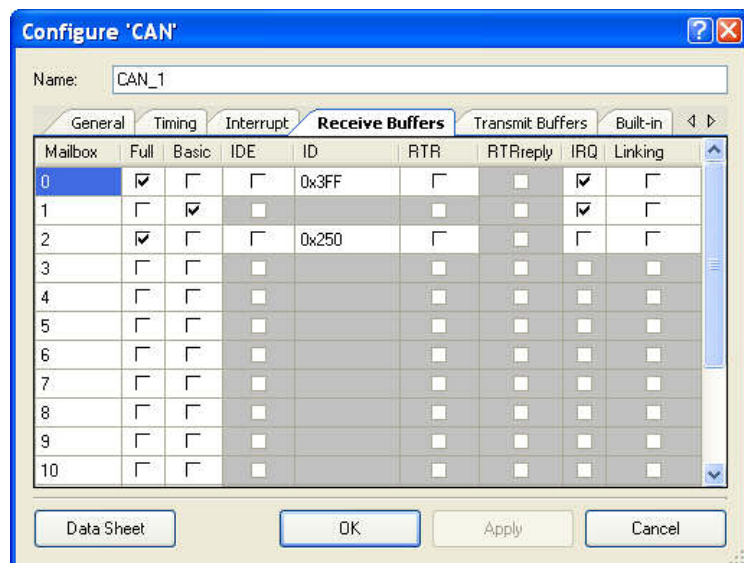 Configure 'CAN'
Name: CAN_1
General Timing Interrupt Receive Buffers Transmit Buffers Built-in
Mailbox Full Basic IDE ID RTR RTRreply IRQ Linking
0 0x3FF
1
2 0x250
3
4
5
6
7
8
9
10
Data Sheet OK Apply Cancel